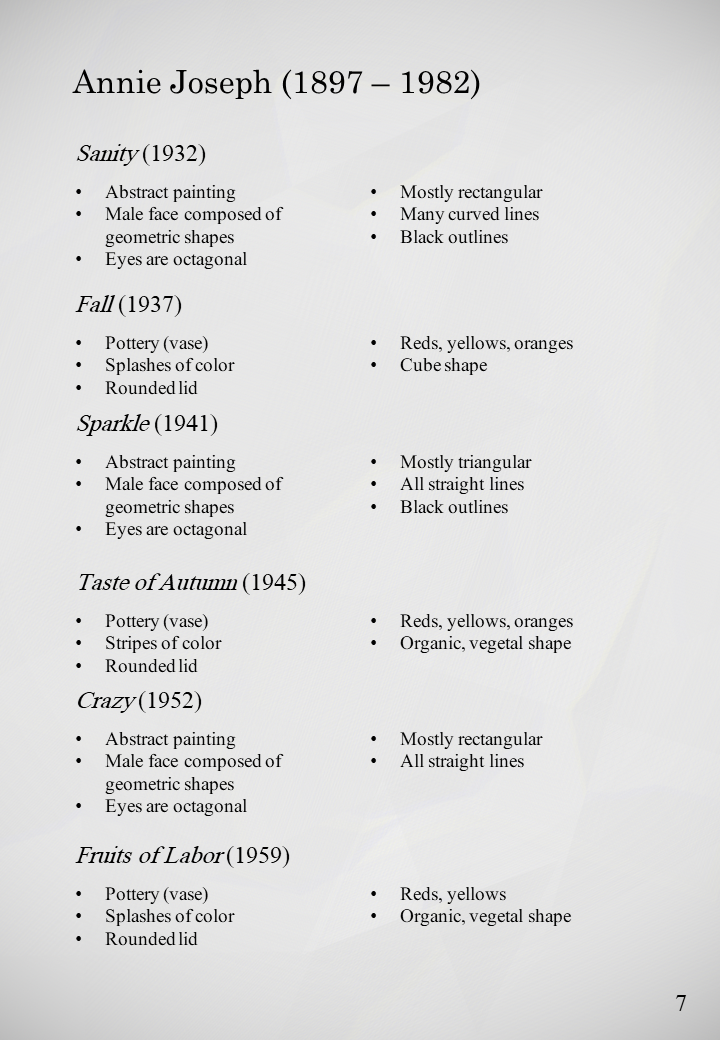 Annie Joseph (1897 – 1982)
Sanity (1932)
• Abstract painting
• Male face composed of
geometric shapes
• Eyes are octagonal
• Mostly rectangular
• Many curved lines
• Black outlines
Fall (1937)
• Pottery (vase)
• Splashes of color
• Rounded lid
• Reds, yellows, oranges
• Cube shape
Sparkle (1941)
• Abstract painting
• Male face composed of
geometric shapes
• Eyes are octagonal
• Mostly triangular
• All straight lines
• Black outlines
Taste of Autumn (1945)
• Pottery (vase)
• Stripes of color
• Rounded lid
• Reds, yellows, oranges
• Organic, vegetal shape
Crazy (1952)
• Abstract painting
• Male face composed of
geometric shapes
• Eyes are octagonal
• Mostly rectangular
• All straight lines
Fruits of Labor (1959)
• Pottery (vase)
• Splashes of color
• Rounded lid
• Reds, yellows
• Organic, vegetal shape
7